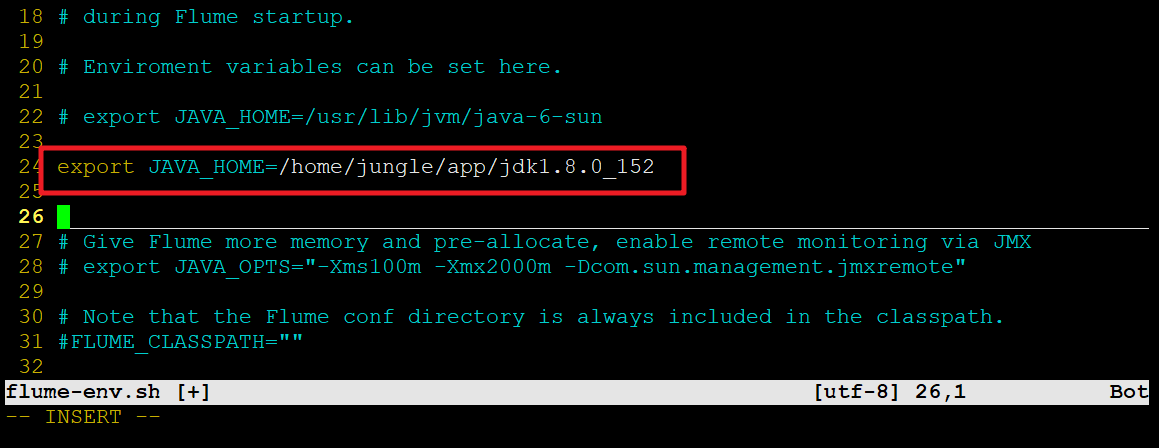 18 # during Flume startup.
19
20 # Enviroment variables can be set here.
21
22 # export JAVA_HOME=/usr/lib/jvm/java-6-sun
23
24 export JAVA_HOME=/home/jungle/app/jdk1.8.0_152
25
26
27 # Give Flume more memory and pre-allocate, enable remote monitoring via JMX
28 # export JAVA_OPTS="-Xms100m -Xmx2000m -Dcom.sun.management.jmxremote"
29
30 # Note that the Flume conf directory is always included in the classpath.
31 #FLUME_CLASSPATH=""
32
flume-env.sh [+] [utf-8] 26,1 Bot
-- INSERT --